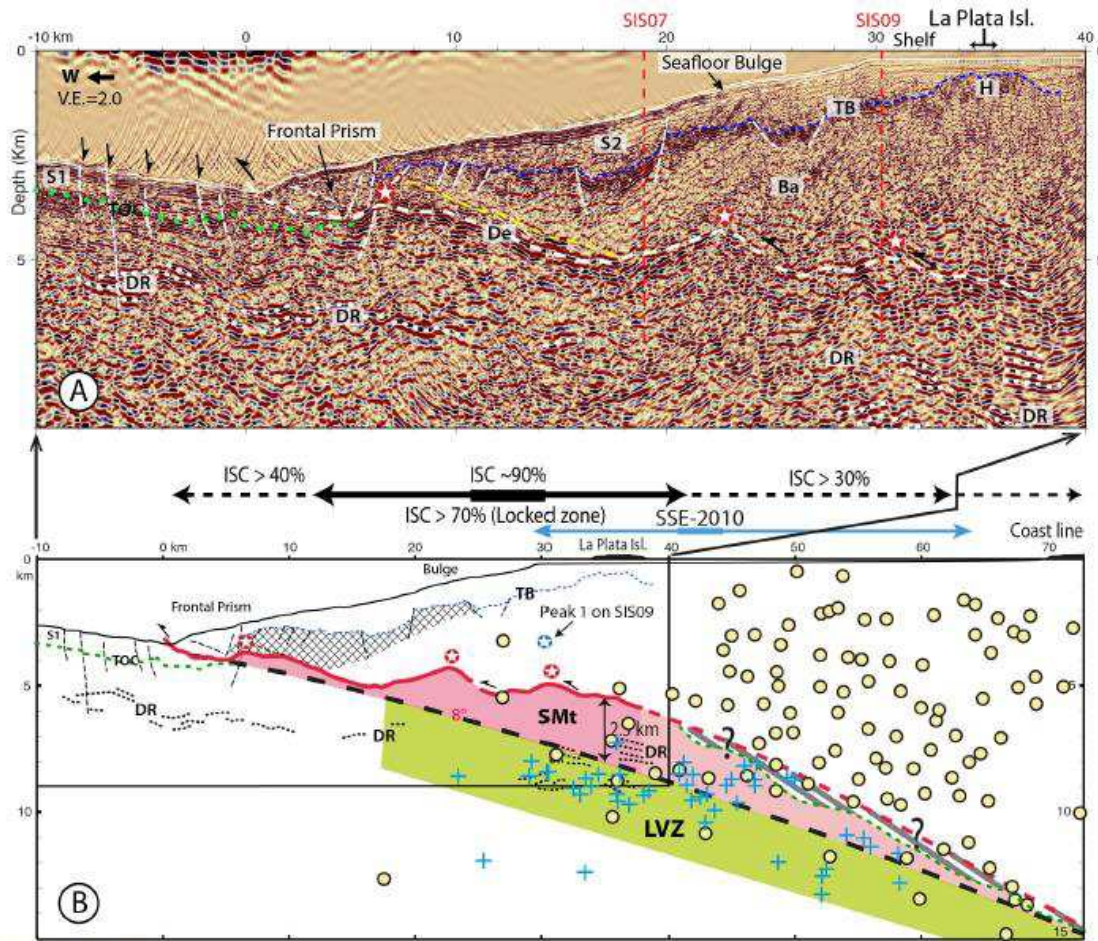 SIS07 SIS09 La Plata Isl.
-10 km 0 10 20 30 Shelf 40
0
W
V.E.=2.0
Seafloor Bulge
H
TB
Frontal Prism
S2
S1
Depth (Km)
Ba
TOC
De
5
DR
DR
DR
DR
A
ISC > 40% ISC ~90% ISC > 30%
ISC > 70% (Locked zone) SSE-2010
Coast line
-10 0 km 10 20 30 La Plata Isl. 40 50 60 70
0
km
Bulge
TB
Frontal Prism
Peak 1 on SIS09
S1
TOC
5
DR
DR
8°
SMt
2.5 km
DR
?
10
LVZ
?
10
B
15